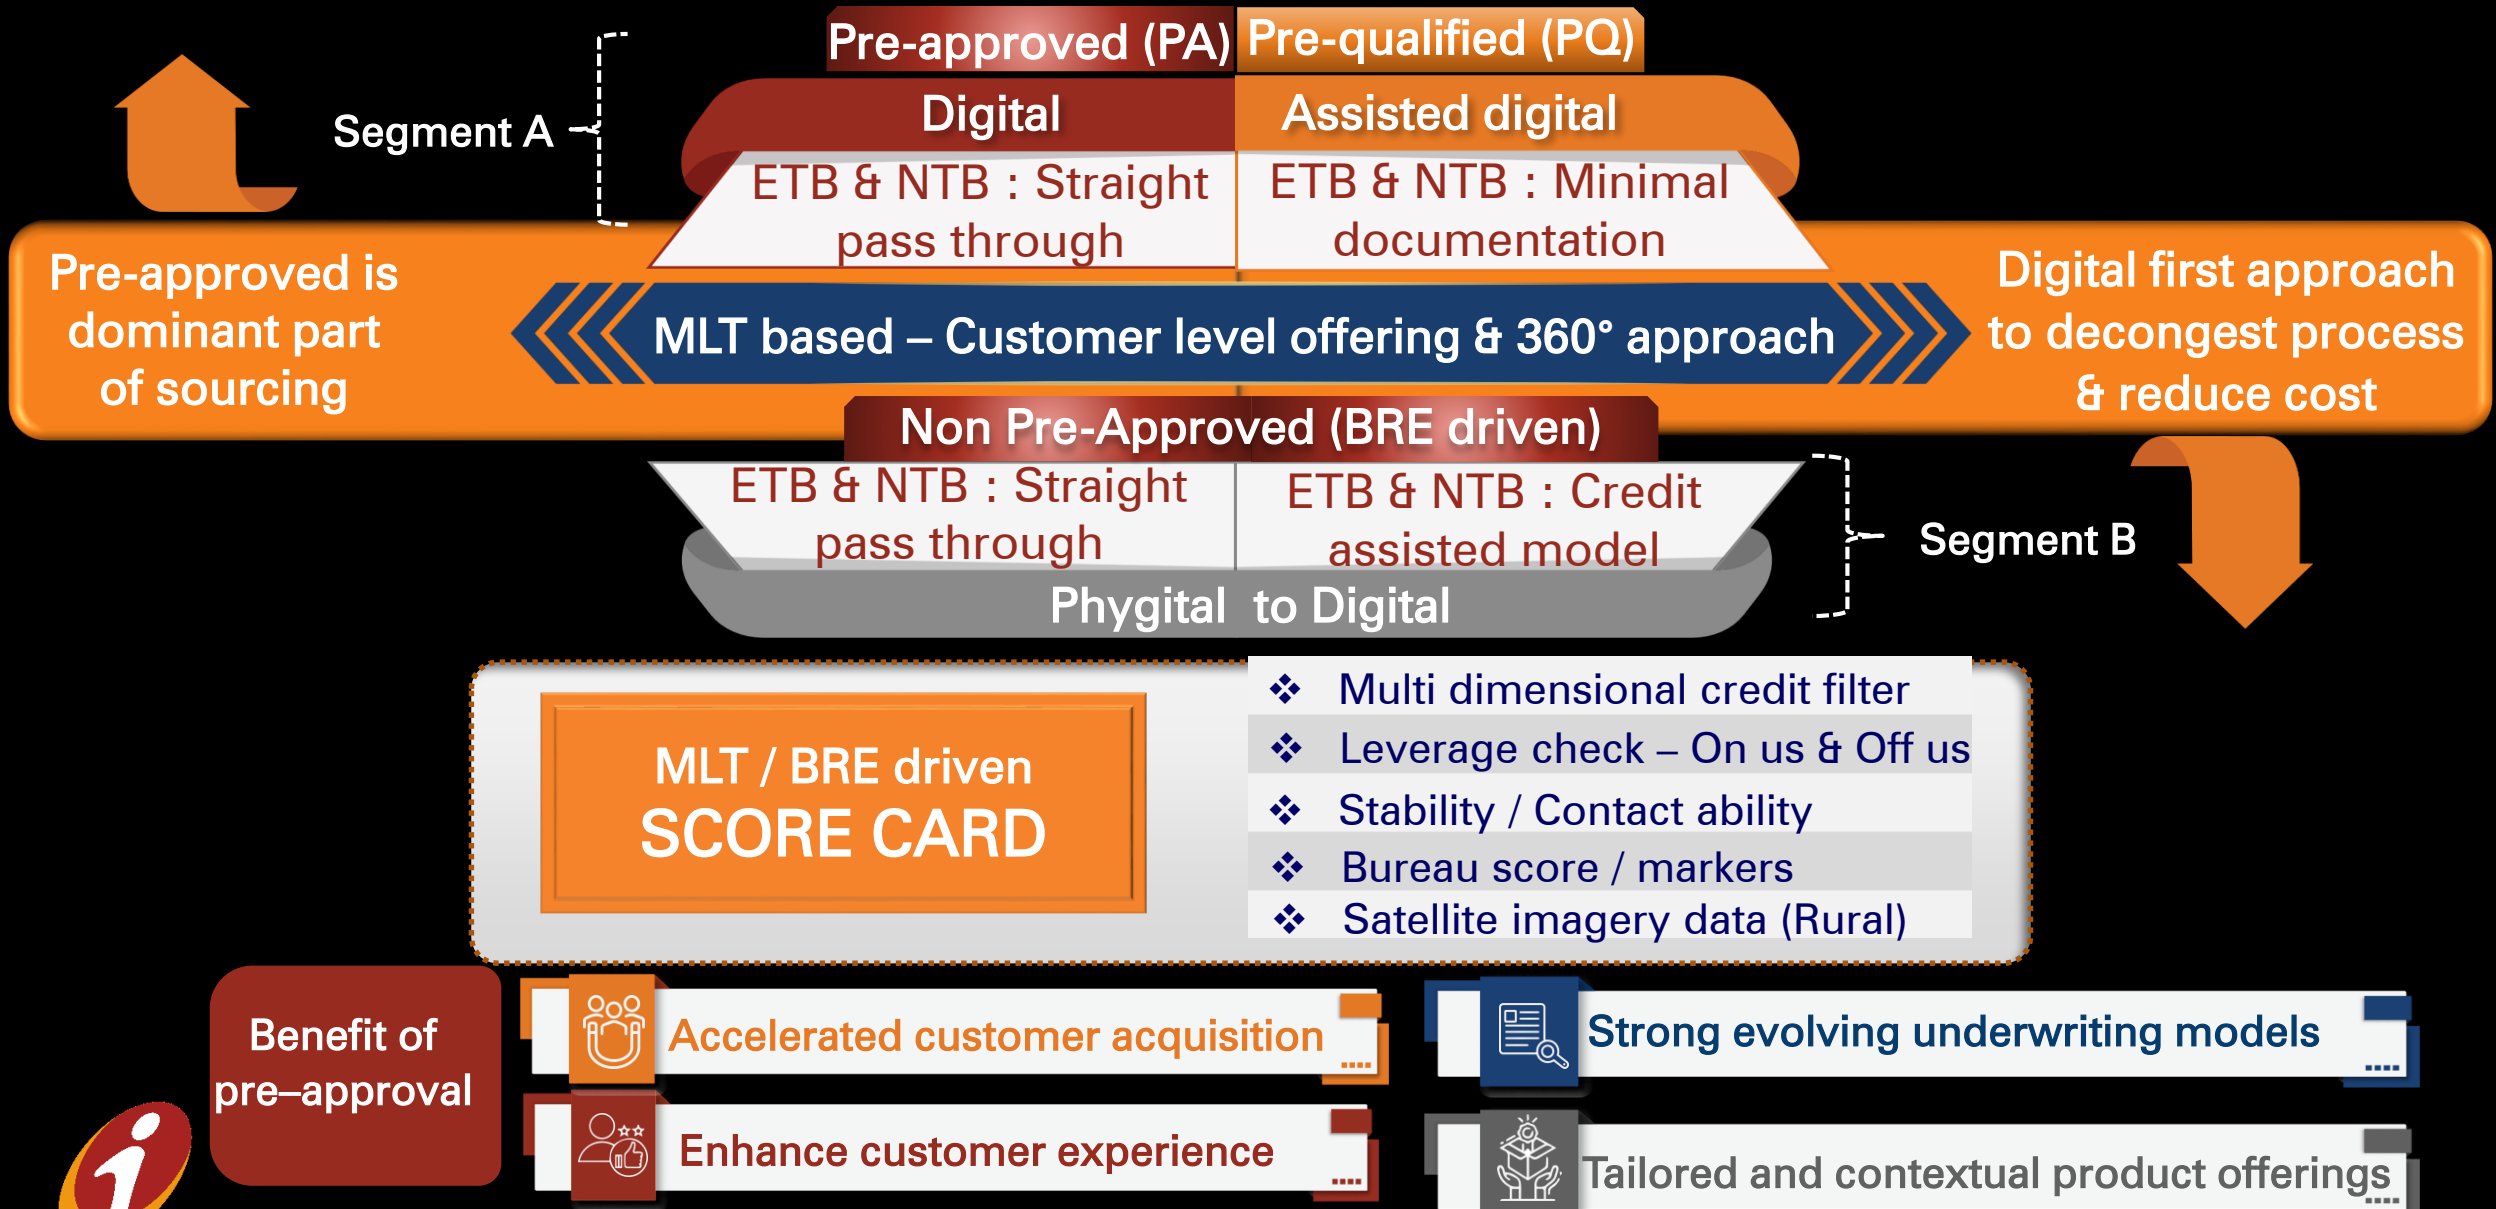 Pre-approved (PA)
Pre-qualified (PQ)
Segment A
Digital
Assisted digital
ETB & NTB : Straight
pass through
ETB & NTB : Minimal
documentation
Pre-approved is
dominant part
of sourcing
MLT based – Customer level offering & 360° approach
Digital first approach
to decongest process
& reduce cost
Non Pre-Approved (BRE driven)
ETB & NTB : Straight
pass through
ETB & NTB : Credit
assisted model
Segment B
Phygital to Digital
MLT / BRE driven
SCORE CARD
❖ Multi dimensional credit filter
❖ Leverage check – On us & Off us
❖ Stability / Contact ability
❖ Bureau score / markers
❖ Satellite imagery data (Rural)
Benefit of
pre–approval
Accelerated customer acquisition
Strong evolving underwriting models
Enhance customer experience
Tailored and contextual product offerings